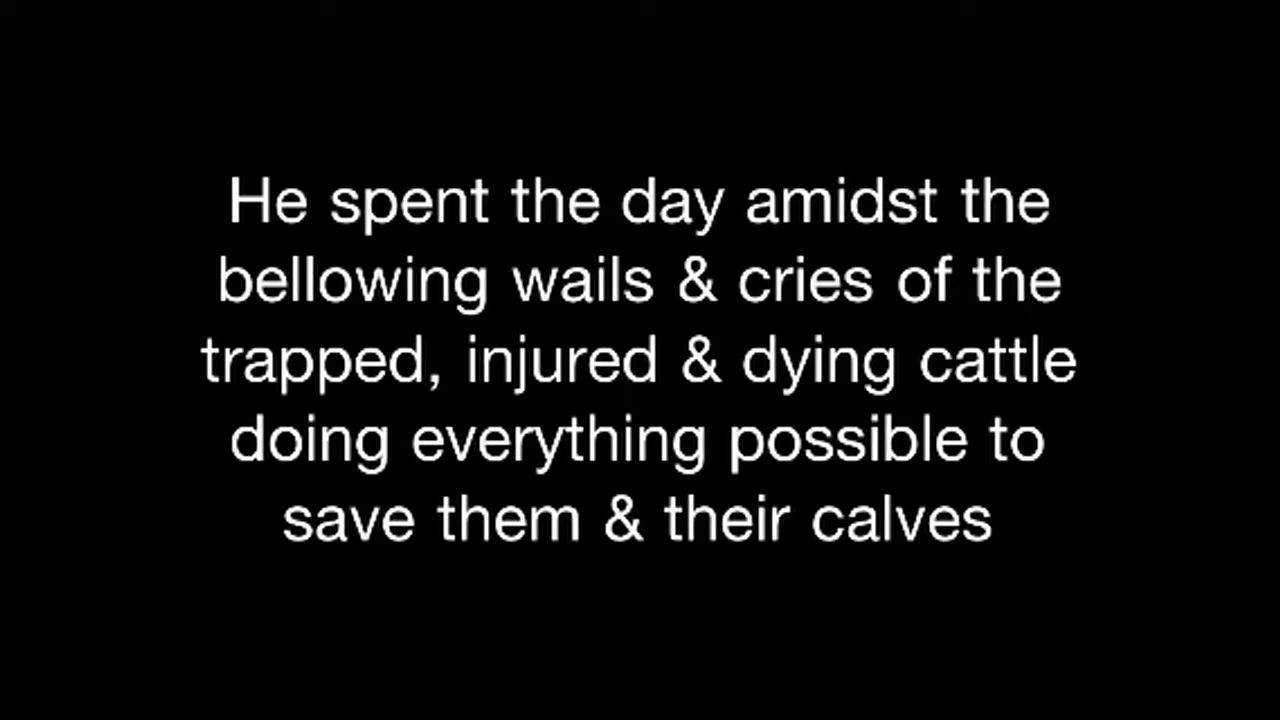 He spent the day amidst the
bellowing wails & cries of the
trapped, injured & dying cattle
doing everything possible to
save them & their calves